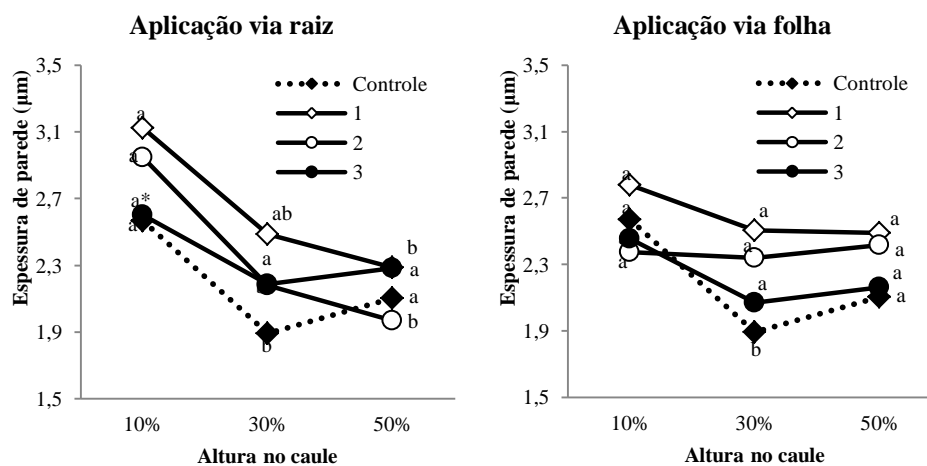 Aplicação via raiz
Espessura de parede (µm)
3,5
3,1
2,7
2,3
1,9
1,5
Controle
1
2
3
a
a
a*
a
ab
a
b
b
a
a
b
10%
30%
50%
Altura no caule
Aplicação via folha
Espessura de parede (µm)
3,5
3,1
2,7
2,3
1,9
1,5
Controle
1
2
3
a
a
a
a
a
a
b
a
a
a
a
10%
30%
50%
Altura no caule